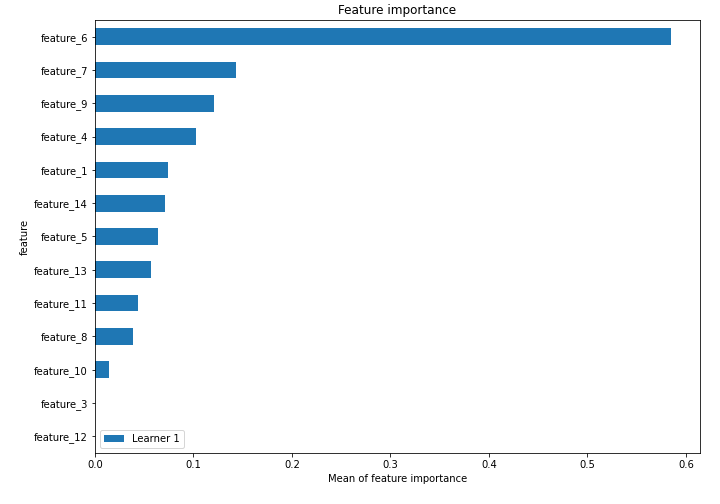 Feature importance
feature_6
feature_7
feature_9
feature_4
feature_1
feature_14
feature_5
feature_13
feature_11
feature_8
feature_10
feature_3
feature_12
feature
Learner 1
0.0 0.1 0.2 0.3 0.4 0.5 0.6
Mean of feature importance